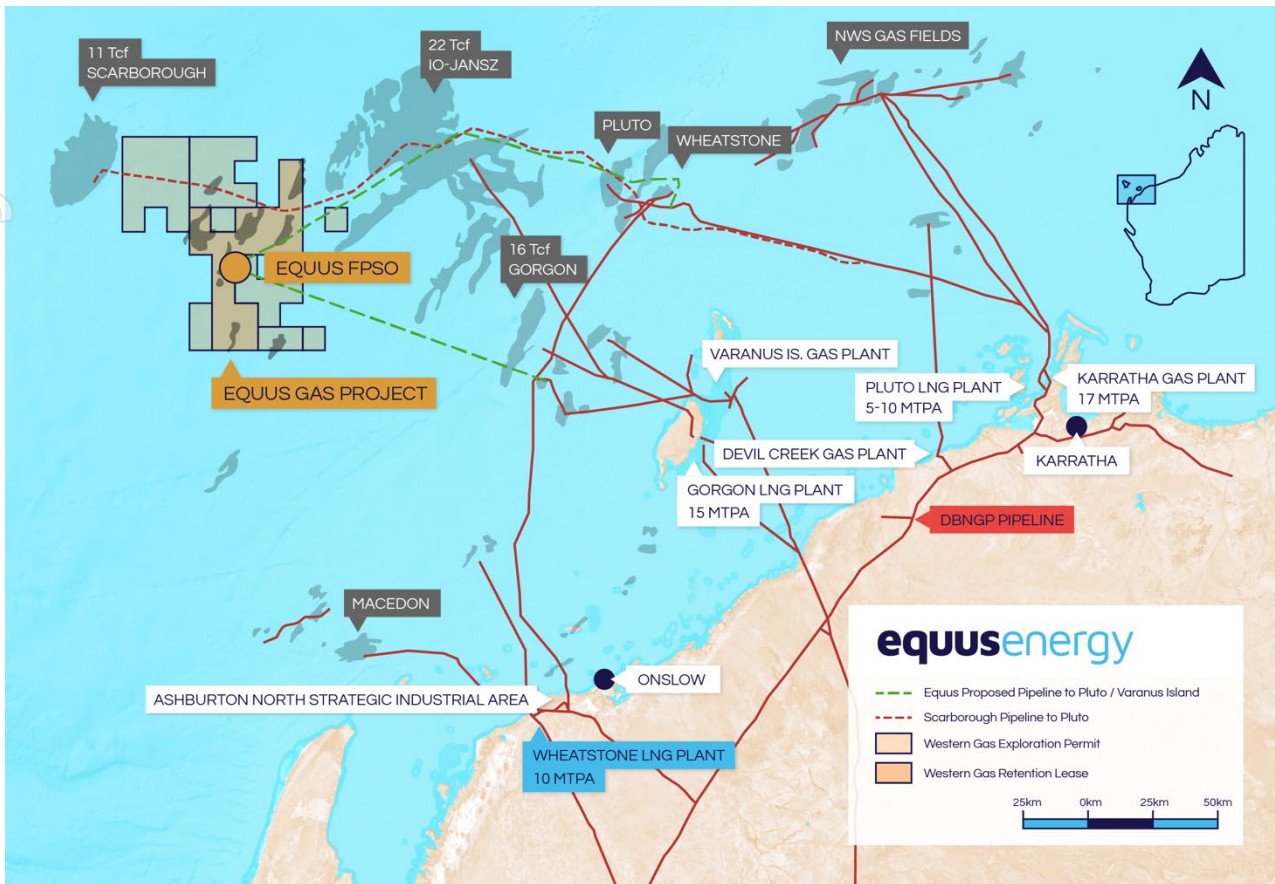 11 Tcf
SCARBOROUGH
22 Tcf
IO-JANSZ
NWS GAS FIELDS
N
PLUTO
WHEATSTONE
16 Tcf
GORGON
EQUUS FPSO
EQUUS GAS PROJECT
VARANUS IS. GAS PLANT
PLUTO LNG PLANT
5-10 MTPA
KARRATHA GAS PLANT
17 MTPA
DEVIL CREEK GAS PLANT
KARRATHA
GORGON LNG PLANT
15 MTPA
DBNGP PIPELINE
MACEDON
ONSLOW
ASHBURTON NORTH STRATEGIC INDUSTRIAL AREA
WHEATSTONE LNG PLANT
10 MTPA
equusenergy
Equus Proposed Pipeline to Pluto / Varanus Island
Scarborough Pipeline to Pluto
Western Gas Exploration Permit
Western Gas Retention Lease
25km 0km 25km 50km